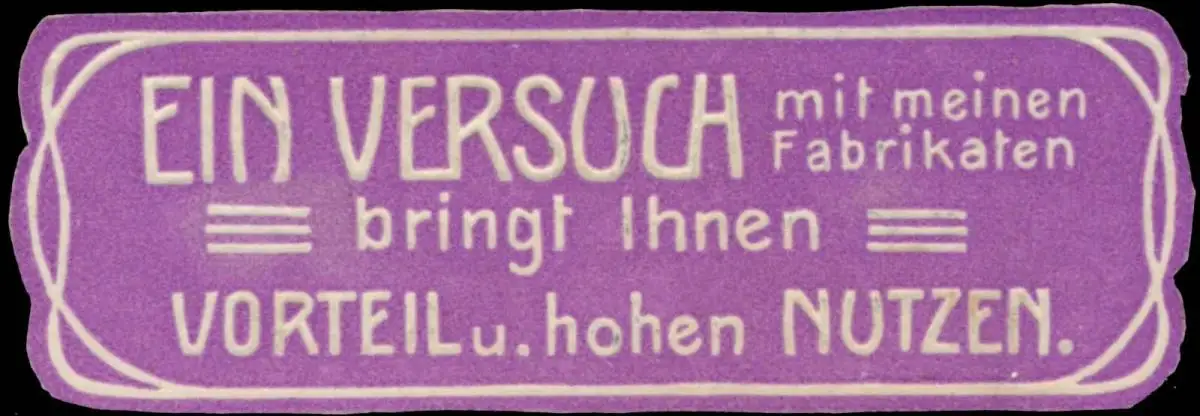 EIN VERSUCH mit meinen
Fabrikaten
bringt Ihnen
VORTEIL u. hohen NUTZEN.